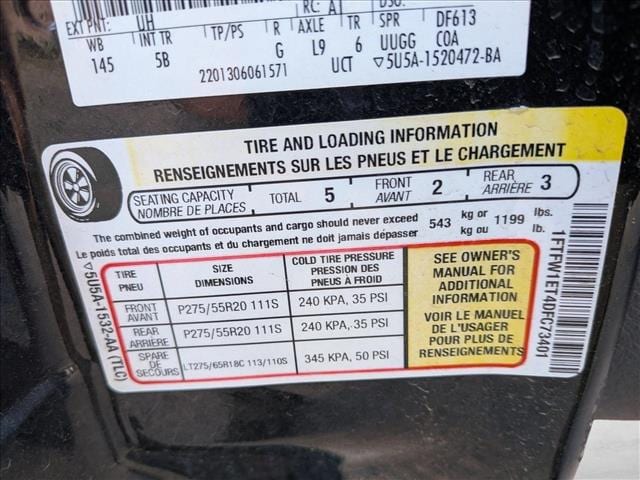 RC: A DSO:
EXT PNT: UH R AXLE TR SPR DF613
WB INT TR TP/PS G L9 6 UUGG COA
145 5B 2201306061571 UCT ▽5U5A-1520472-BA
TIRE AND LOADING INFORMATION
RENSEIGNEMENTS SUR LES PNEUS ET LE CHARGEMENT
SEATING CAPACITY
NOMBRE DE PLACES
TOTAL 5
FRONT
AVANT 2
REAR
ARRIÈRE 3
The combined weight of occupants and cargo should never exceed 543 kg or 1199 lbs.
Le poids total des occupants et du chargement ne doit jamais dépasser kg ou lb.
TIRE
PNEU
SIZE
DIMENSIONS
COLD TIRE PRESSURE
PRESSION DES
PNEUS À FROID
FRONT
AVANT
P275/55R20 111S
240 KPA, 35 PSI
REAR
ARRIÈRE
P275/55R20 111S
240 KPA, 35 PSI
SPARE
DE
SECOURS
LT275/65R18C 113/110S
345 KPA, 50 PSI
SEE OWNER'S
MANUAL FOR
ADDITIONAL
INFORMATION
VOIR LE MANUEL
DE L'USAGER
POUR PLUS DE
RENSEIGNEMENTS
▽5U5A-1532-AA (TLC)
1FTFW1ET4DFC73401